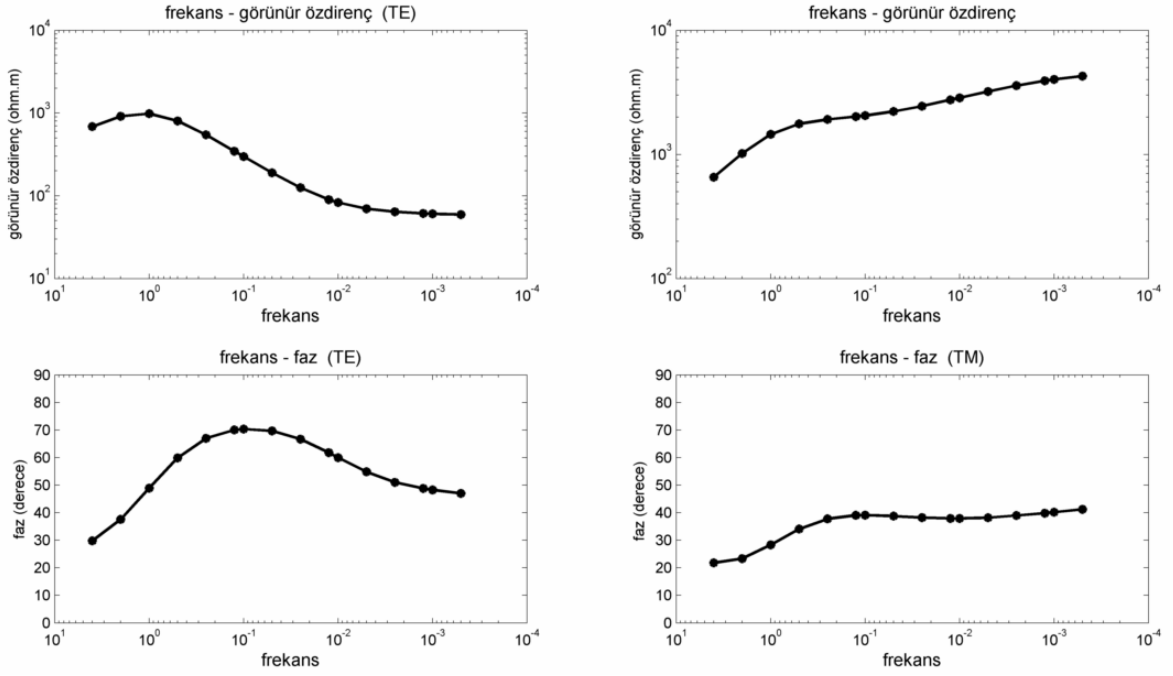 frekans - görünür özdirenç (TE)
görünür özdirenç (ohm.m)
10^4
10^3
10^2
10^1
10^1 10^0 10^-1 10^-2 10^-3 10^-4
frekans
frekans - görünür özdirenç
görünür özdirenç (ohm.m)
10^4
10^3
10^2
10^1 10^0 10^-1 10^-2 10^-3 10^-4
frekans
frekans - faz (TE)
faz (derece)
90
80
70
60
50
40
30
20
10
0
10^1 10^0 10^-1 10^-2 10^-3 10^-4
frekans
frekans - faz (TM)
faz (derece)
90
80
70
60
50
40
30
20
10
0
10^1 10^0 10^-1 10^-2 10^-3 10^-4
frekans